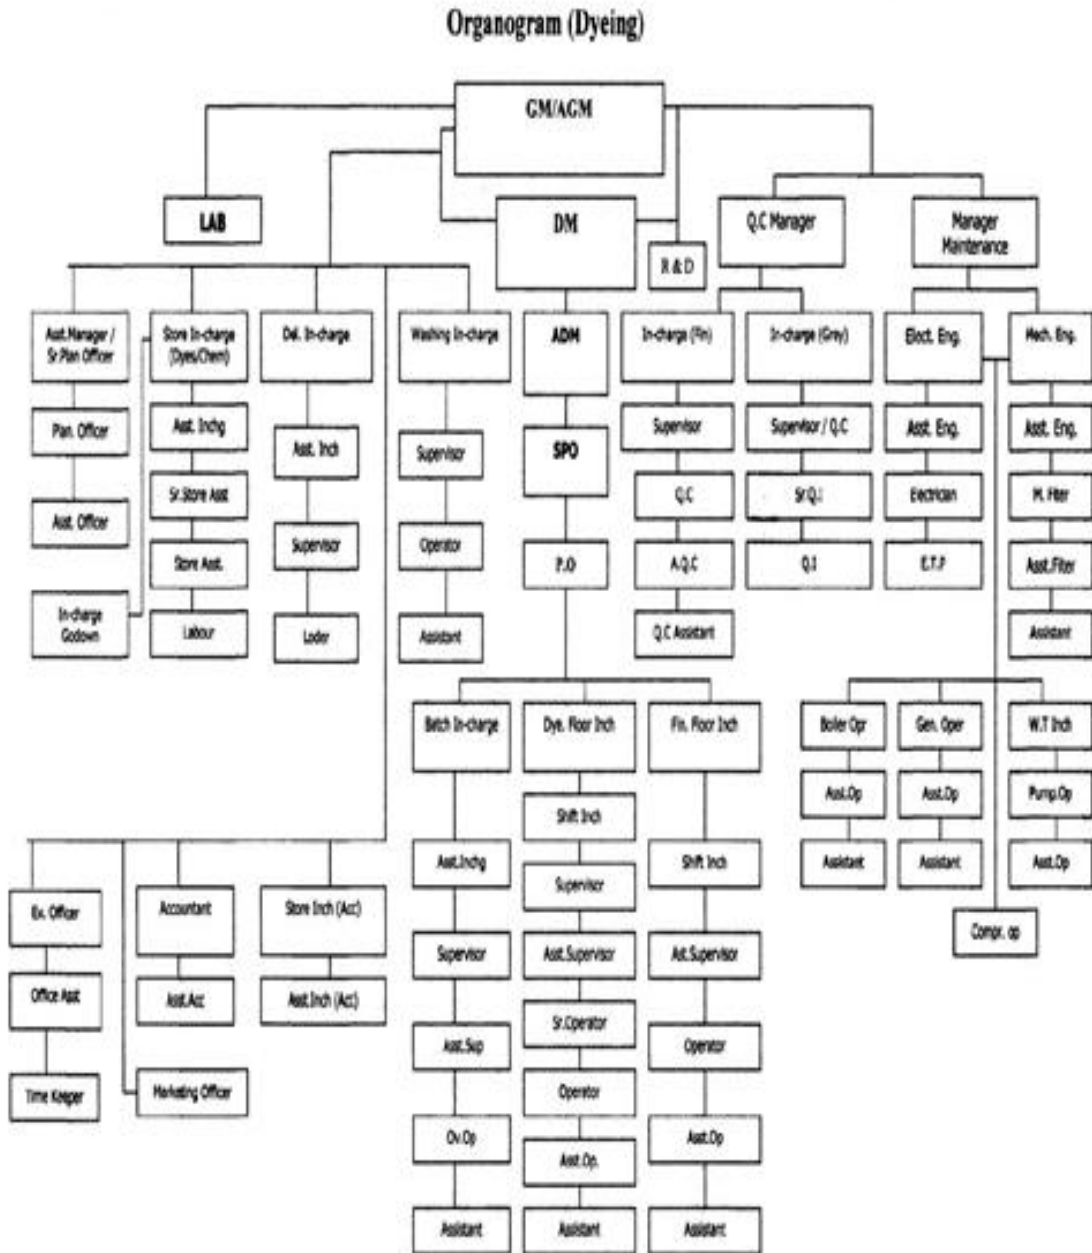 Organogram (Dyeing)
GM/AGM
LAB
DM
R & D
Q.C Manager
Manager
Maintenance
Asst.Manager /
Sr.Plan Officer
Store In-charge
(Dyes/Chem)
Del. In-charge
Washing In-charge
ADM
In-charge (Fin)
In-charge (Grey)
Elect. Eng.
Mech. Eng.
Pan. Officer
Asst. Inchg
Asst. Inch
Supervisor
SPO
Supervisor
Supervisor / Q.C
Asst. Eng.
Asst. Eng.
Sr.Store Asst
Q.C
Sr.Q.I
Electrician
M. Fiter
Asst. Officer
Store Asst.
Supervisor
Operator
P.O
A.Q.C
Q.I
E.T.P
Asst.Fiter
In-charge
Godown
Labour
Loder
Assistant
Q.C Assistant
Assistant
Batch In-charge
Dye. Floor Inch
Fin. Floor Inch
Boiler Opr
Gen. Oper
W.T Inch
Shift Inch
Asst.Op
Asst.Op
Pump.Op
Asst.Inchg
Shift Inch
Assistant
Assistant
Asst.Op
Supervisor
Ex. Officer
Accountant
Store Inch (Acc)
Compr. op
Supervisor
Asst.Supervisor
Ast.Supervisor
Office Asst
Asst.Acc
Asst.Inch (Acc)
Sr.Operator
Asst.Sup
Operator
Time Keeper
Marketing Officer
Operator
Ov.Op
Asst.Op
Asst.Op.
Assistant
Assistant
Assistant